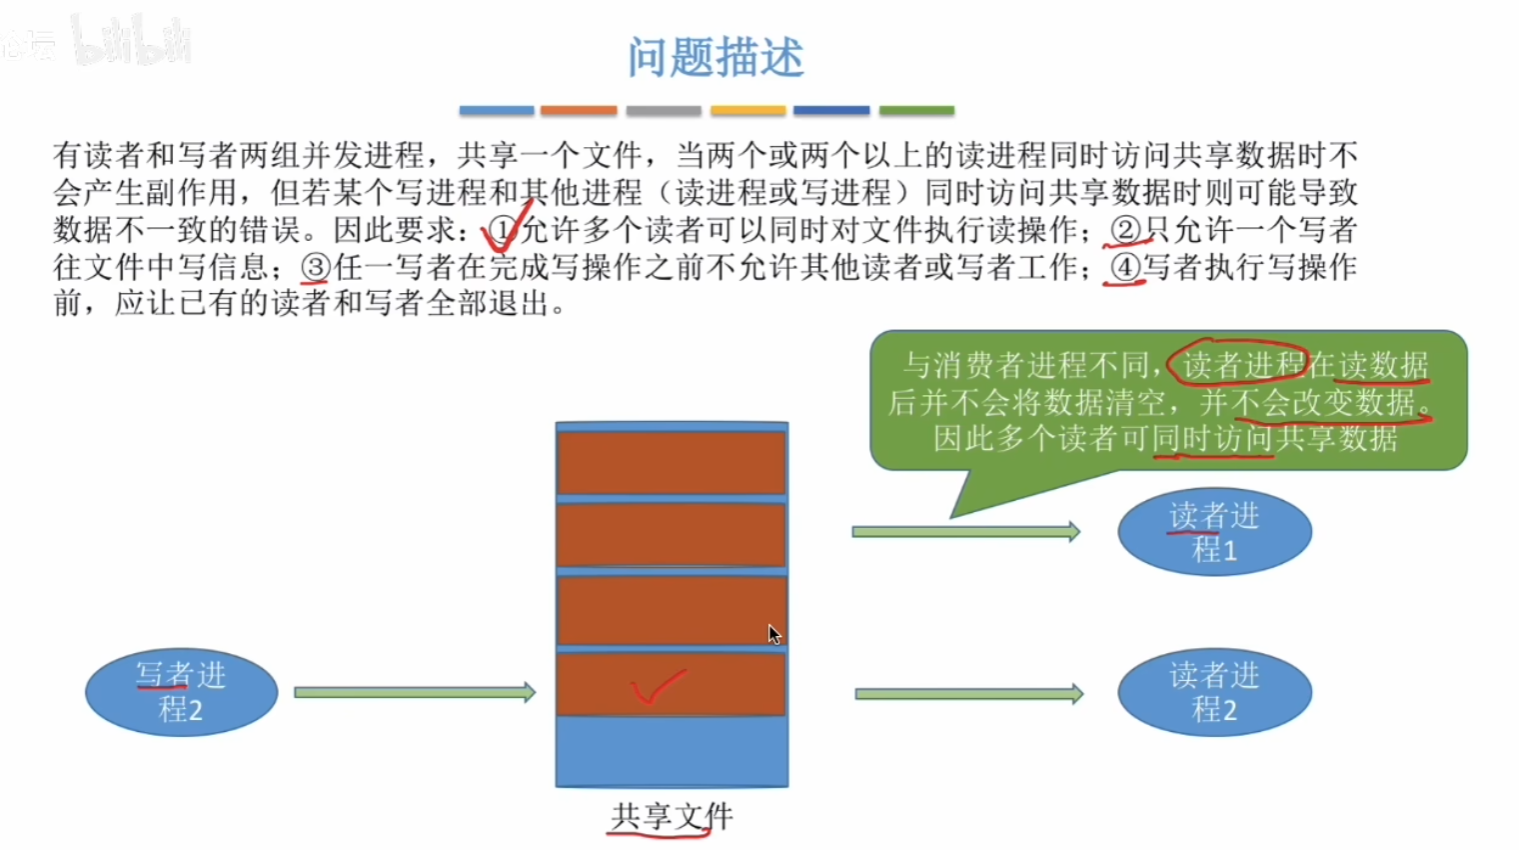 论坛 bilibili
问题描述
有读者和写者两组并发进程，共享一个文件，当两个或两个以上的读进程同时访问共享数据时不
会产生副作用，但若某个写进程和其他进程（读进程或写进程）同时访问共享数据时则可能导致
数据不一致的错误。因此要求：①允许多个读者可以同时对文件执行读操作；②只允许一个写者
往文件中写信息；③任一写者在完成写操作之前不允许其他读者或写者工作；④写者执行写操作
前，应让已有的读者和写者全部退出。
与消费者进程不同，读者进程在读数据
后并不会将数据清空，并不会改变数据。
因此多个读者可同时访问共享数据
读者进
程1
写者进
程2
读者进
程2
共享文件